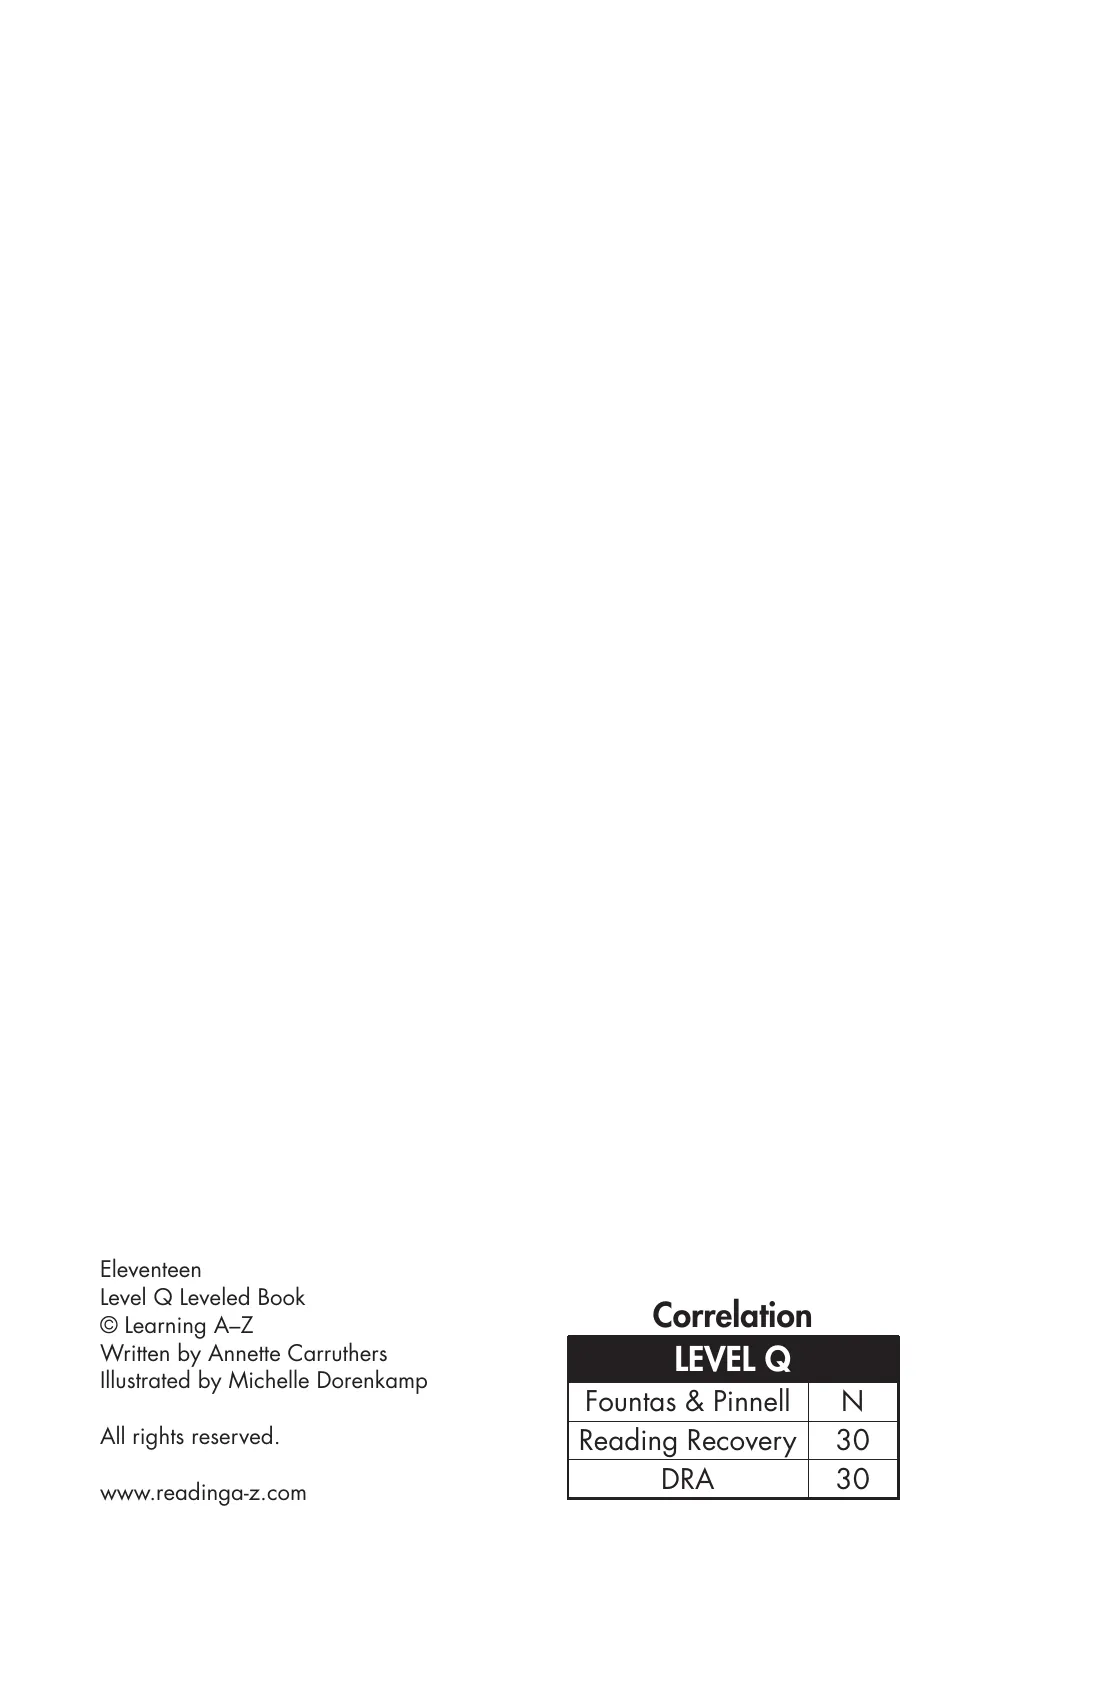 Eleventeen
Level Q Leveled Book
© Learning A–Z
Written by Annette Carruthers
Illustrated by Michelle Dorenkamp
All rights reserved.
www.readinga-z.com
Correlation
LEVEL Q
Fountas & Pinnell N
Reading Recovery 30
DRA 30